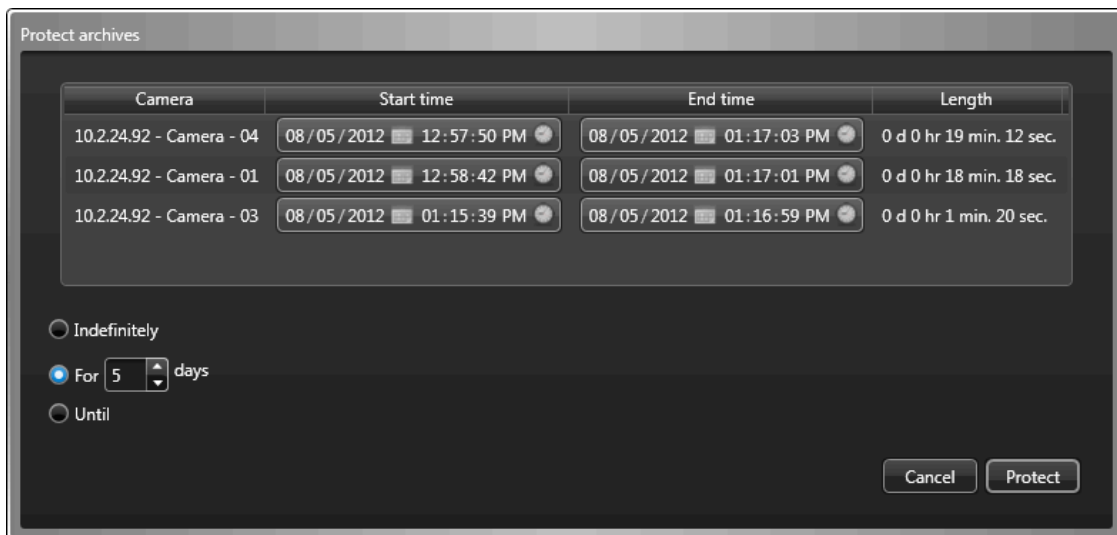 Protect archives
Camera Start time End time Length
10.2.24.92 - Camera - 04 08/05/2012 12:57:50 PM 08/05/2012 01:17:03 PM 0 d 0 hr 19 min. 12 sec.
10.2.24.92 - Camera - 01 08/05/2012 12:58:42 PM 08/05/2012 01:17:01 PM 0 d 0 hr 18 min. 18 sec.
10.2.24.92 - Camera - 03 08/05/2012 01:15:39 PM 08/05/2012 01:16:59 PM 0 d 0 hr 1 min. 20 sec.
Indefinitely
For 5 days
Until
Cancel Protect